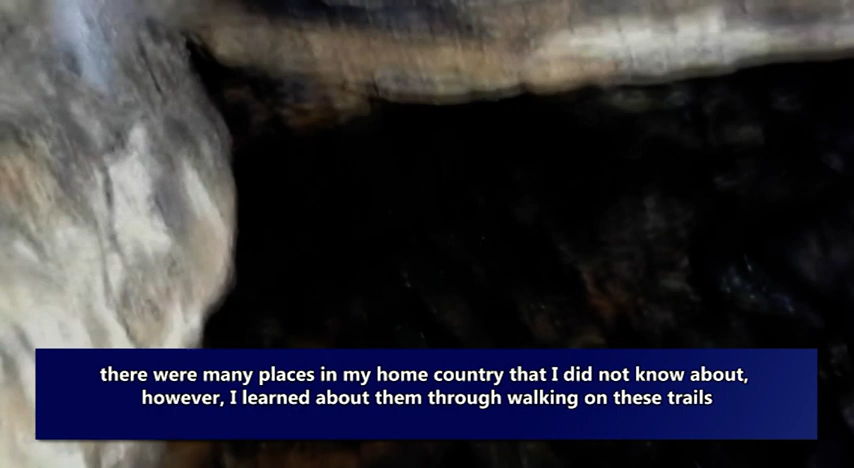 there were many places in my home country that I did not know about,
however, I learned about them through walking on these trails